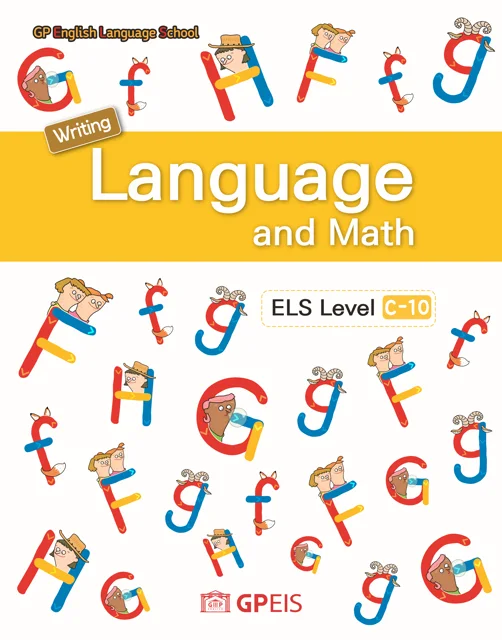 GP English Language School
Writing
Language
and Math
ELS Level C-10
GPEIS